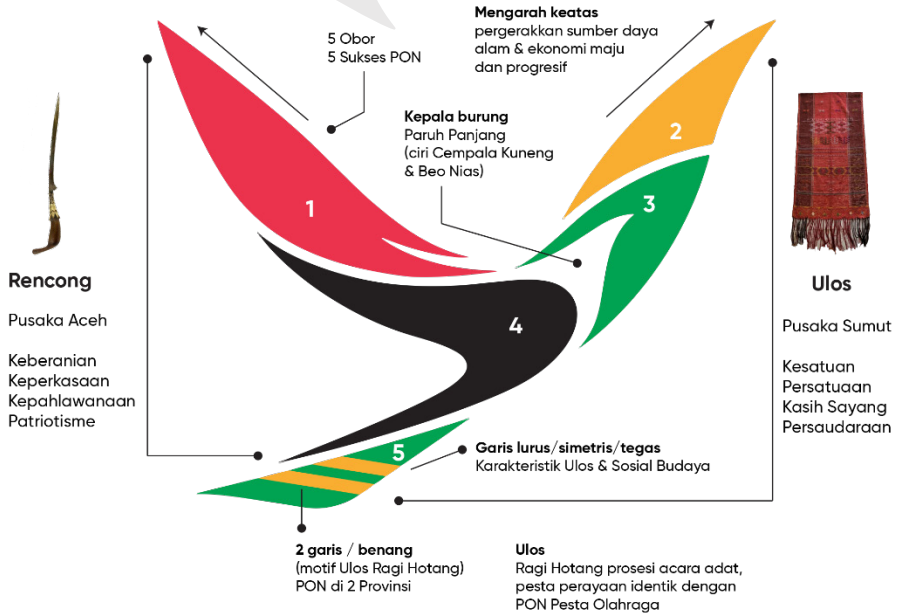 5 Obor
5 Sukses PON
Mengarah keatas
pergerakkan sumber daya
alam & ekonomi maju
dan progresif
Kepala burung
Paruh Panjang
(ciri Cempala Kuneng
& Beo Nias)
1
2
3
4
5
Rencong
Pusaka Aceh
Keberanian
Keperkasaan
Kepahlawanaan
Patriotisme
Ulos
Pusaka Sumut
Kesatuan
Persatuaan
Kasih Sayang
Persaudaraan
Garis lurus/simetris/tegas
Karakteristik Ulos & Sosial Budaya
2 garis / benang
(motif Ulos Ragi Hotang)
PON di 2 Provinsi
Ulos
Ragi Hotang prosesi acara adat,
pesta perayaan identik dengan
PON Pesta Olahraga